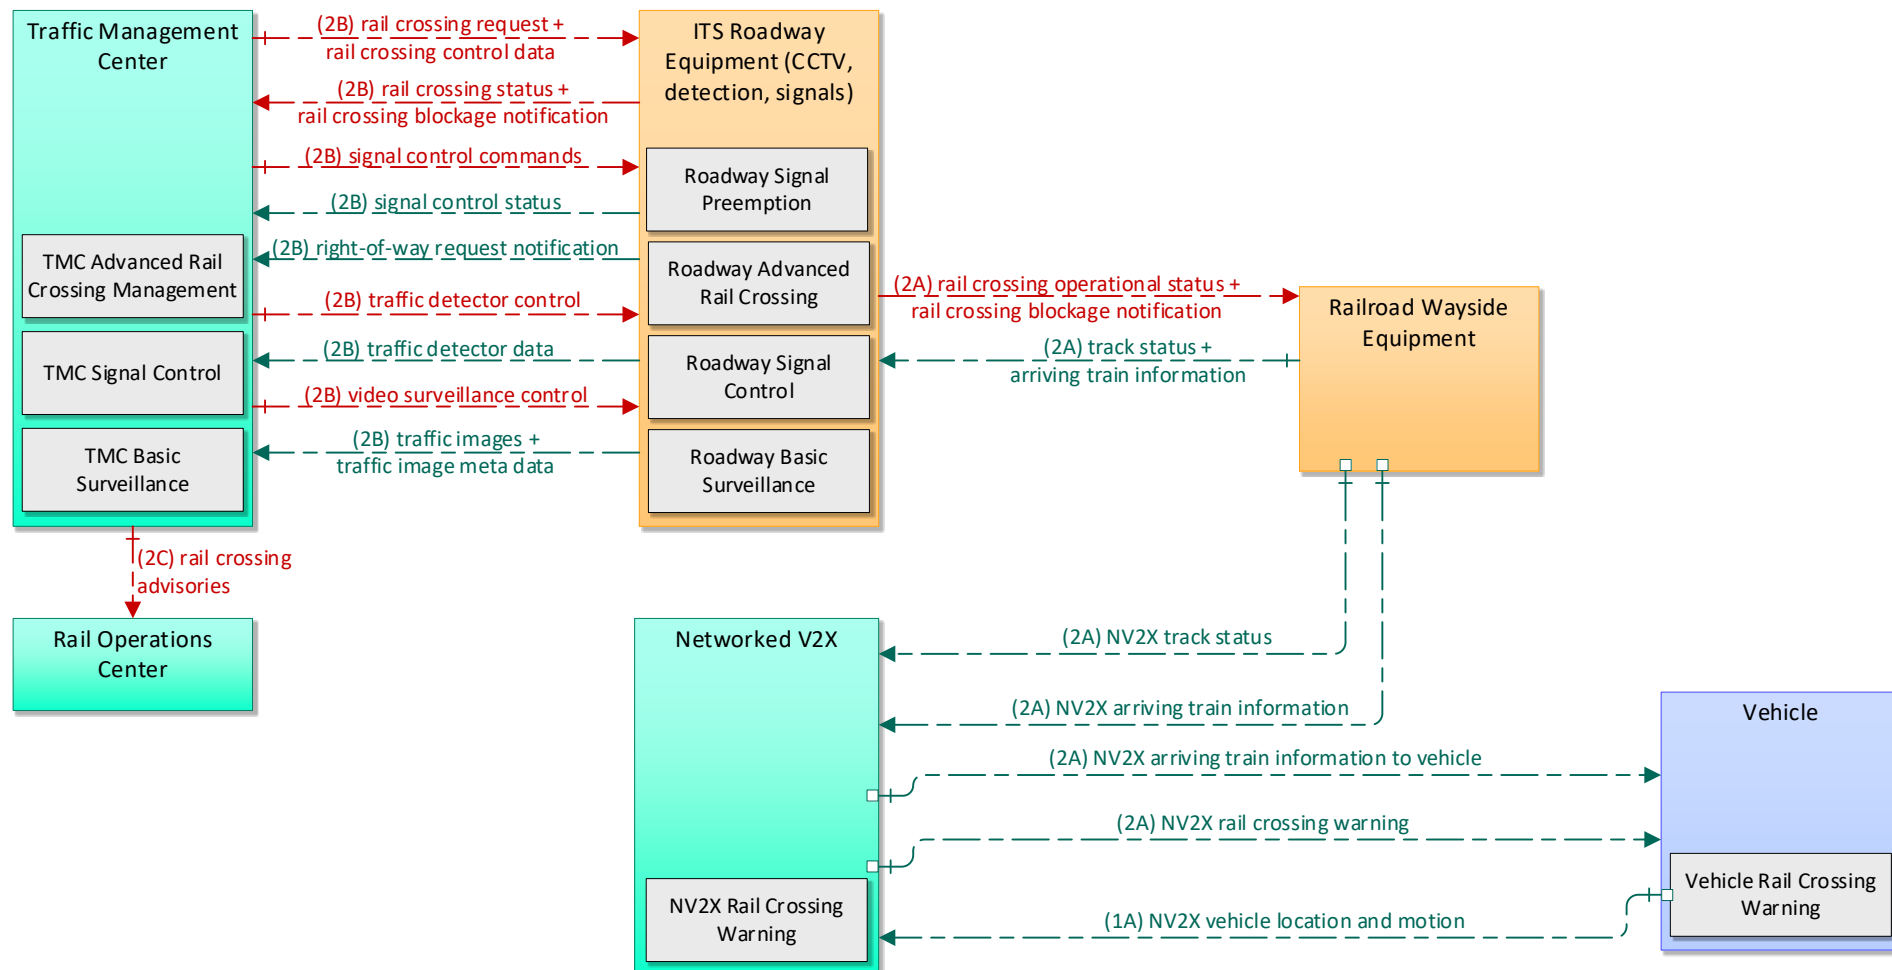 Traffic Management
Center
(2B) rail crossing request +
rail crossing control data
(2B) rail crossing status +
rail crossing blockage notification
(2B) signal control commands
(2B) signal control status
(2B) right-of-way request notification
(2B) traffic detector control
(2B) traffic detector data
(2B) video surveillance control
(2B) traffic images +
traffic image meta data
TMC Advanced Rail
Crossing Management
TMC Signal Control
TMC Basic
Surveillance
ITS Roadway
Equipment (CCTV,
detection, signals)
Roadway Signal
Preemption
Roadway Advanced
Rail Crossing
Roadway Signal
Control
Roadway Basic
Surveillance
(2A) rail crossing operational status +
rail crossing blockage notification
(2A) track status +
arriving train information
Railroad Wayside
Equipment
(2C) rail crossing
advisories
Rail Operations
Center
Networked V2X
(2A) NV2X track status
(2A) NV2X arriving train information
(2A) NV2X arriving train information to vehicle
(2A) NV2X rail crossing warning
(1A) NV2X vehicle location and motion
NV2X Rail Crossing
Warning
Vehicle
Vehicle Rail Crossing
Warning